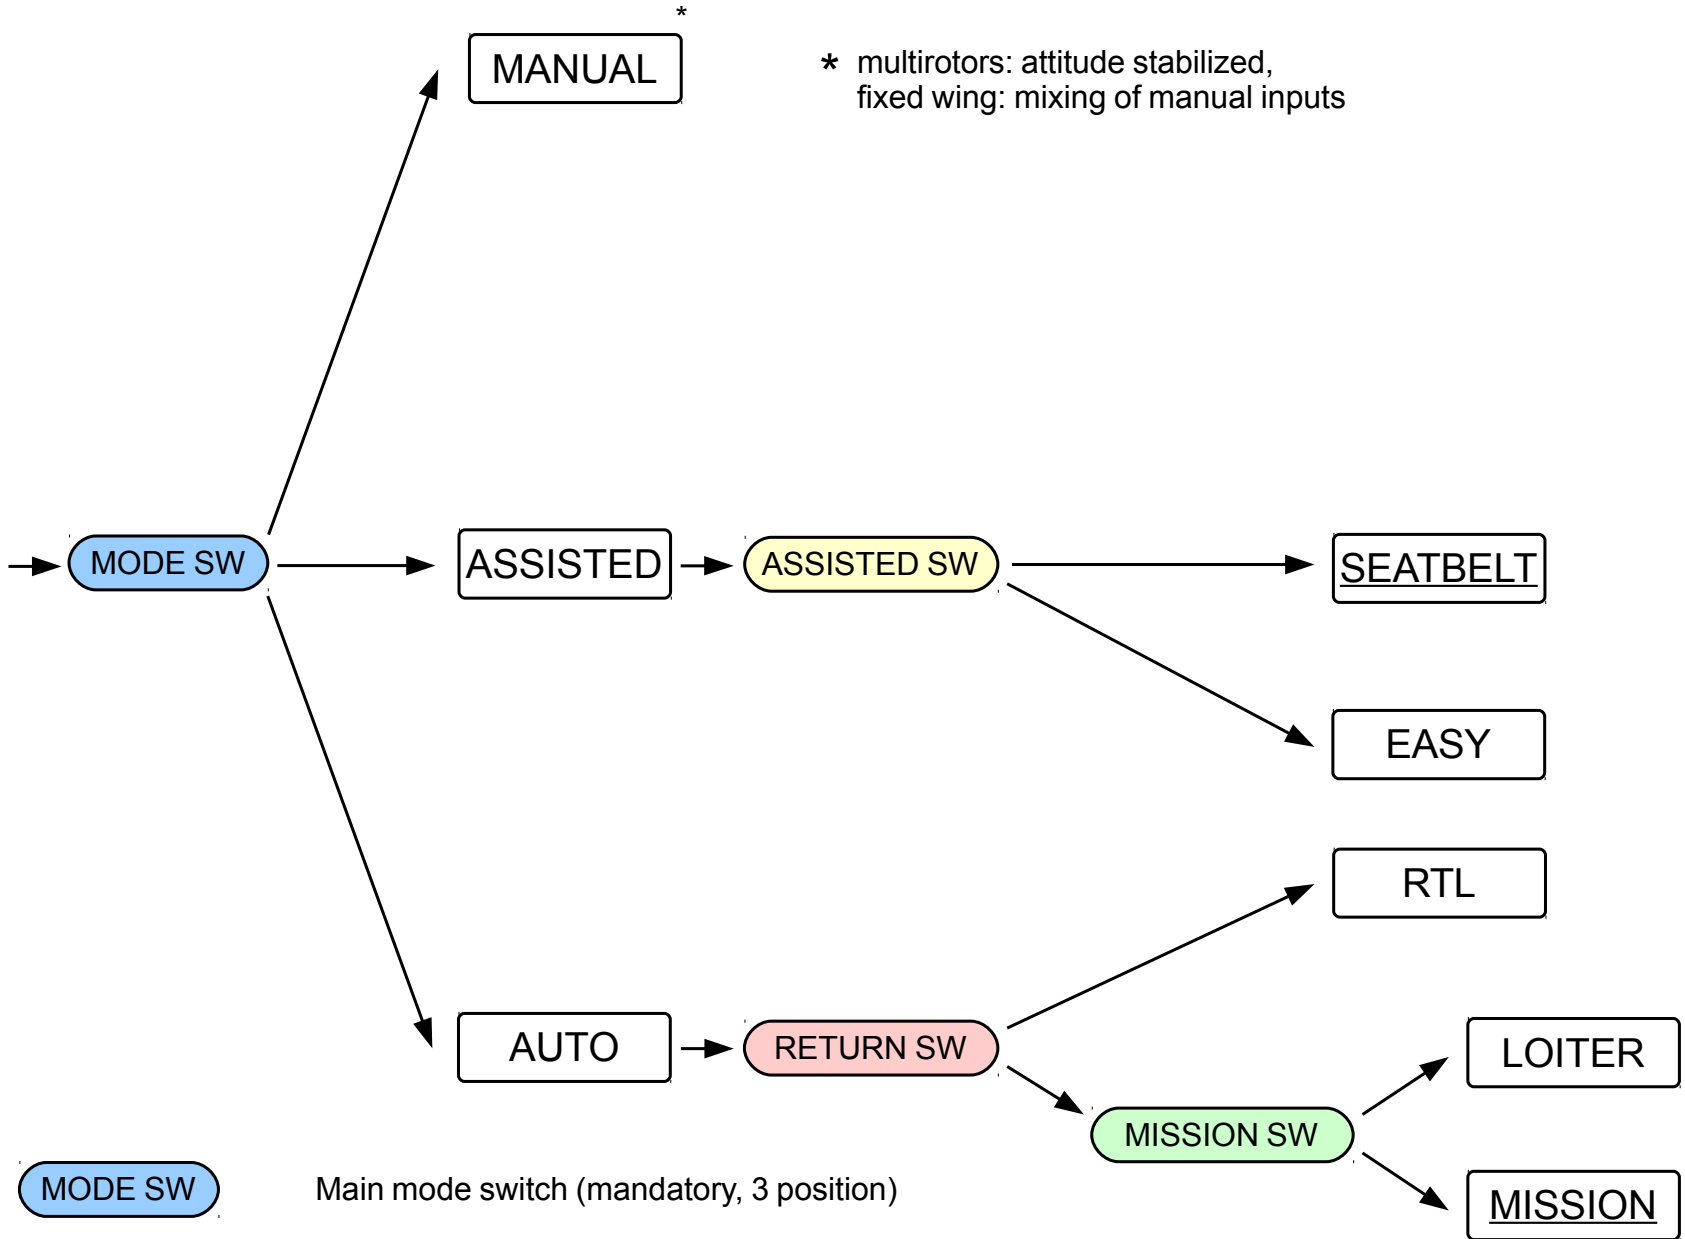 *
MANUAL
* multirotors: attitude stabilized,
fixed wing: mixing of manual inputs
MODE SW
ASSISTED
ASSISTED SW
SEATBELT
EASY
RTL
AUTO
RETURN SW
LOITER
MISSION SW
MISSION
MODE SW
Main mode switch (mandatory, 3 position)